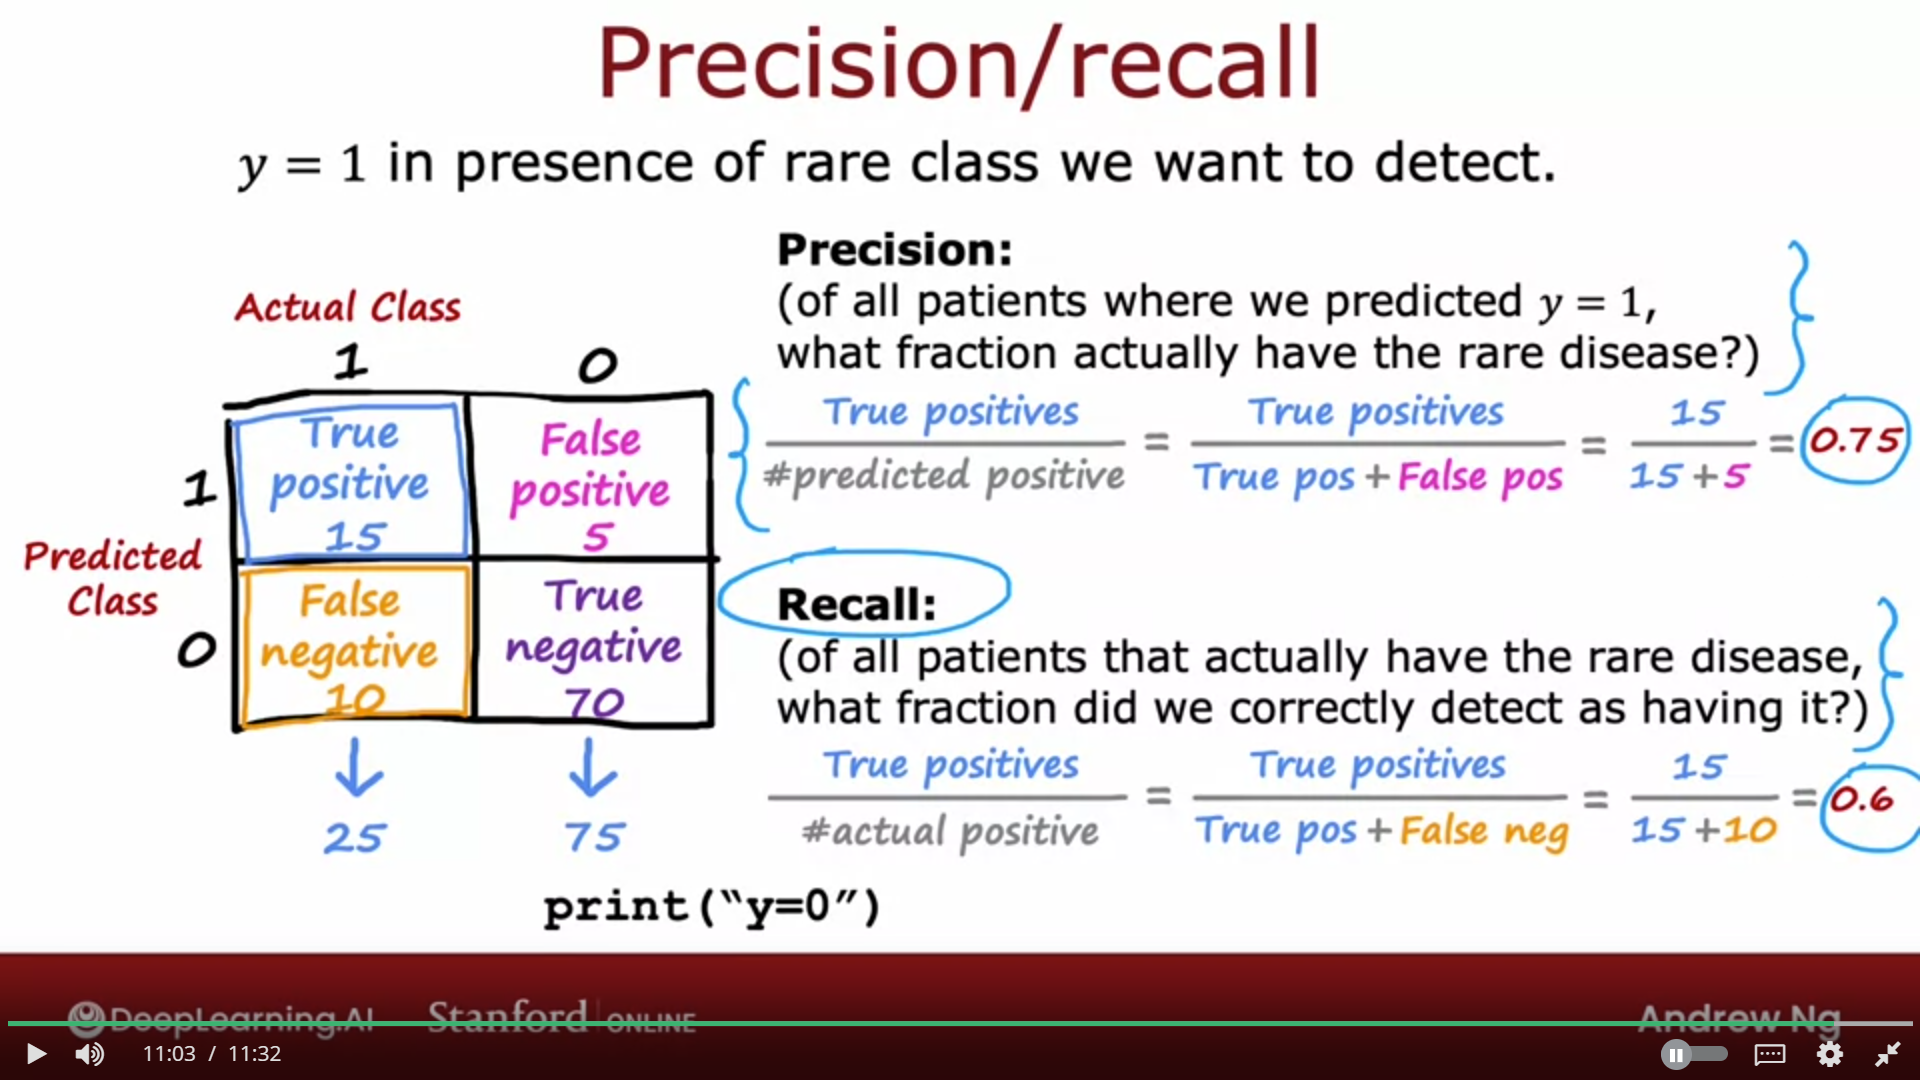 Precision/recall
y = 1 in presence of rare class we want to detect.
Actual Class
1 0
Predicted Class
1
True positive 15
False positive 5
0
False negative 10
True negative 70
25 75
print(“y=0”)
Precision:
(of all patients where we predicted y = 1,
what fraction actually have the rare disease?)
True positives / #predicted positive = True positives / True pos + False pos = 15 / 15 + 5 = 0.75
Recall:
(of all patients that actually have the rare disease,
what fraction did we correctly detect as having it?)
True positives / #actual positive = True positives / True pos + False neg = 15 / 15 + 10 = 0.6
DeepLearning.AI Stanford ONLINE Andrew Ng
11:03 / 11:32